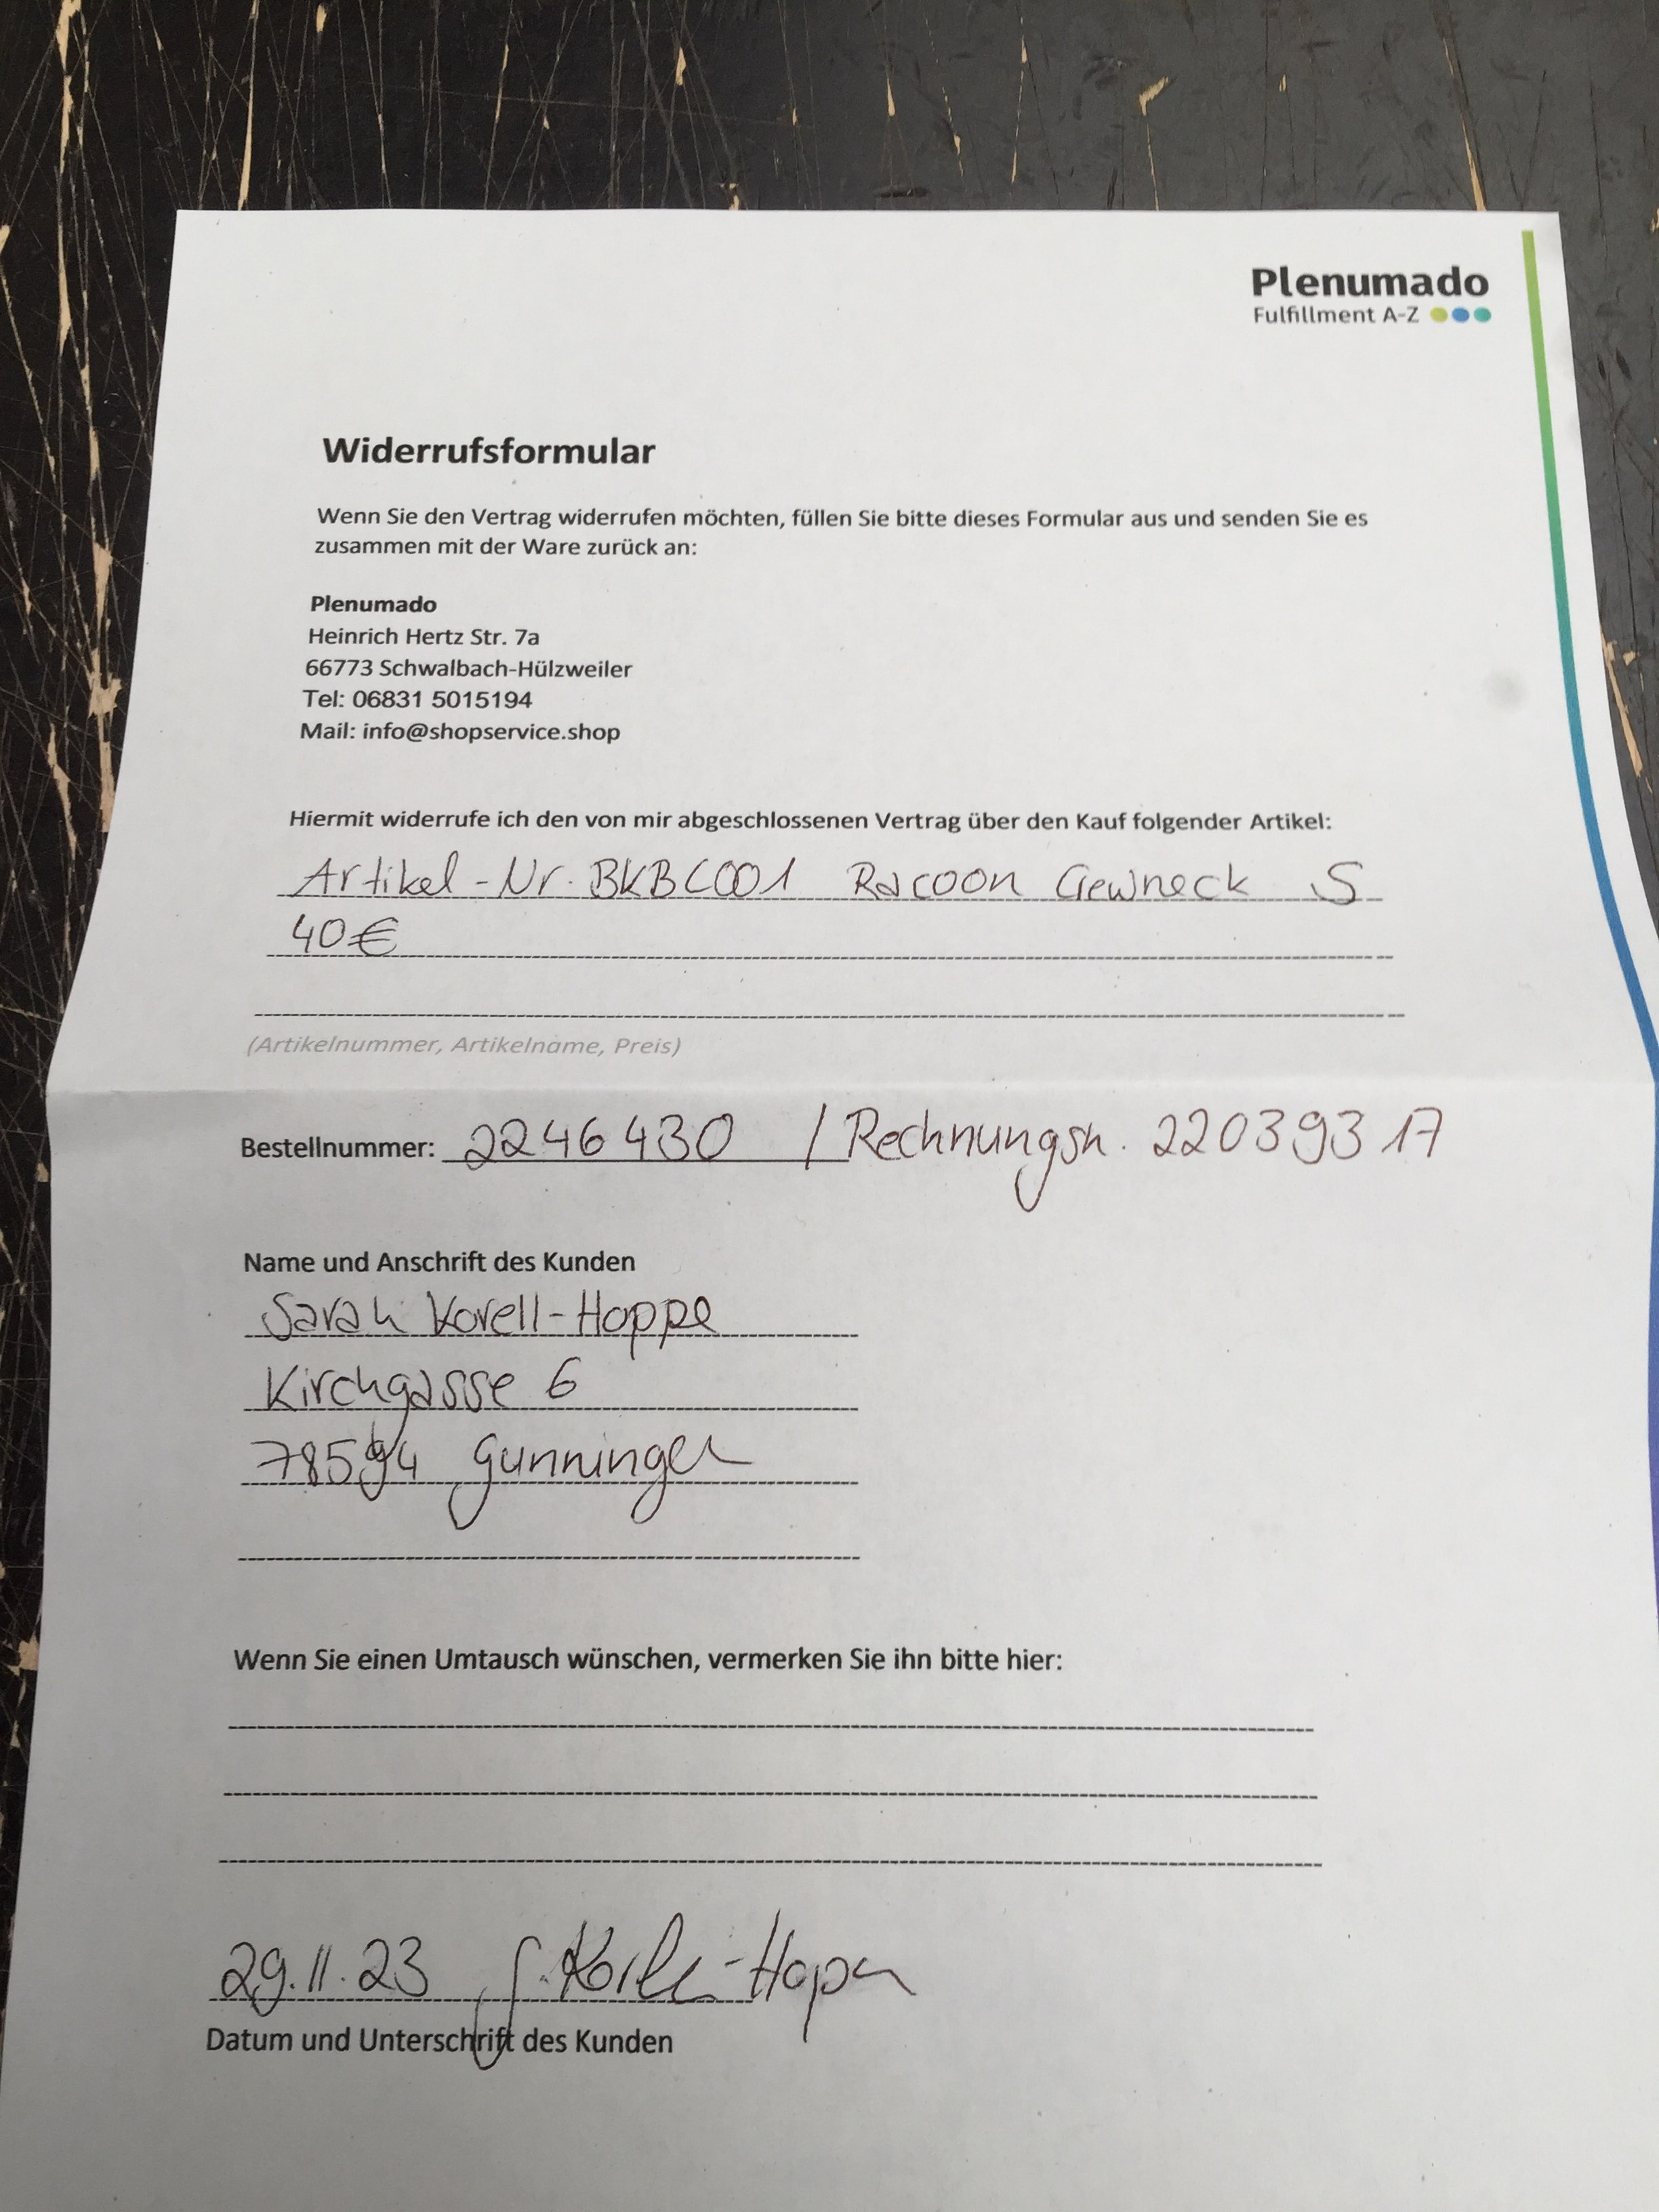 Plenumado
Fulfillment A-Z
Widerrufsformular
Wenn Sie den Vertrag widerrufen möchten, füllen Sie bitte dieses Formular aus und senden Sie es
zusammen mit der Ware zurück an:
Plenumado
Heinrich Hertz Str. 7a
66773 Schwalbach-Hülzweiler
Tel: 06831 5015194
Mail: info@shopservice.shop
Hiermit widerrufe ich den von mir abgeschlossenen Vertrag über den Kauf folgender Artikel:
Artikel-Nr. BKBC001 Racoon Crewneck S
40€
(Artikelnummer, Artikelname, Preis)
Bestellnummer: 2246430 / Rechnungsn. 22039317
Name und Anschrift des Kunden
Sarah Korell-Hoppe
Kirchgasse 6
78594 Gunningen
Wenn Sie einen Umtausch wünschen, vermerken Sie ihn bitte hier:
29.11.23 S. Korell-Hoppe
Datum und Unterschrift des Kunden